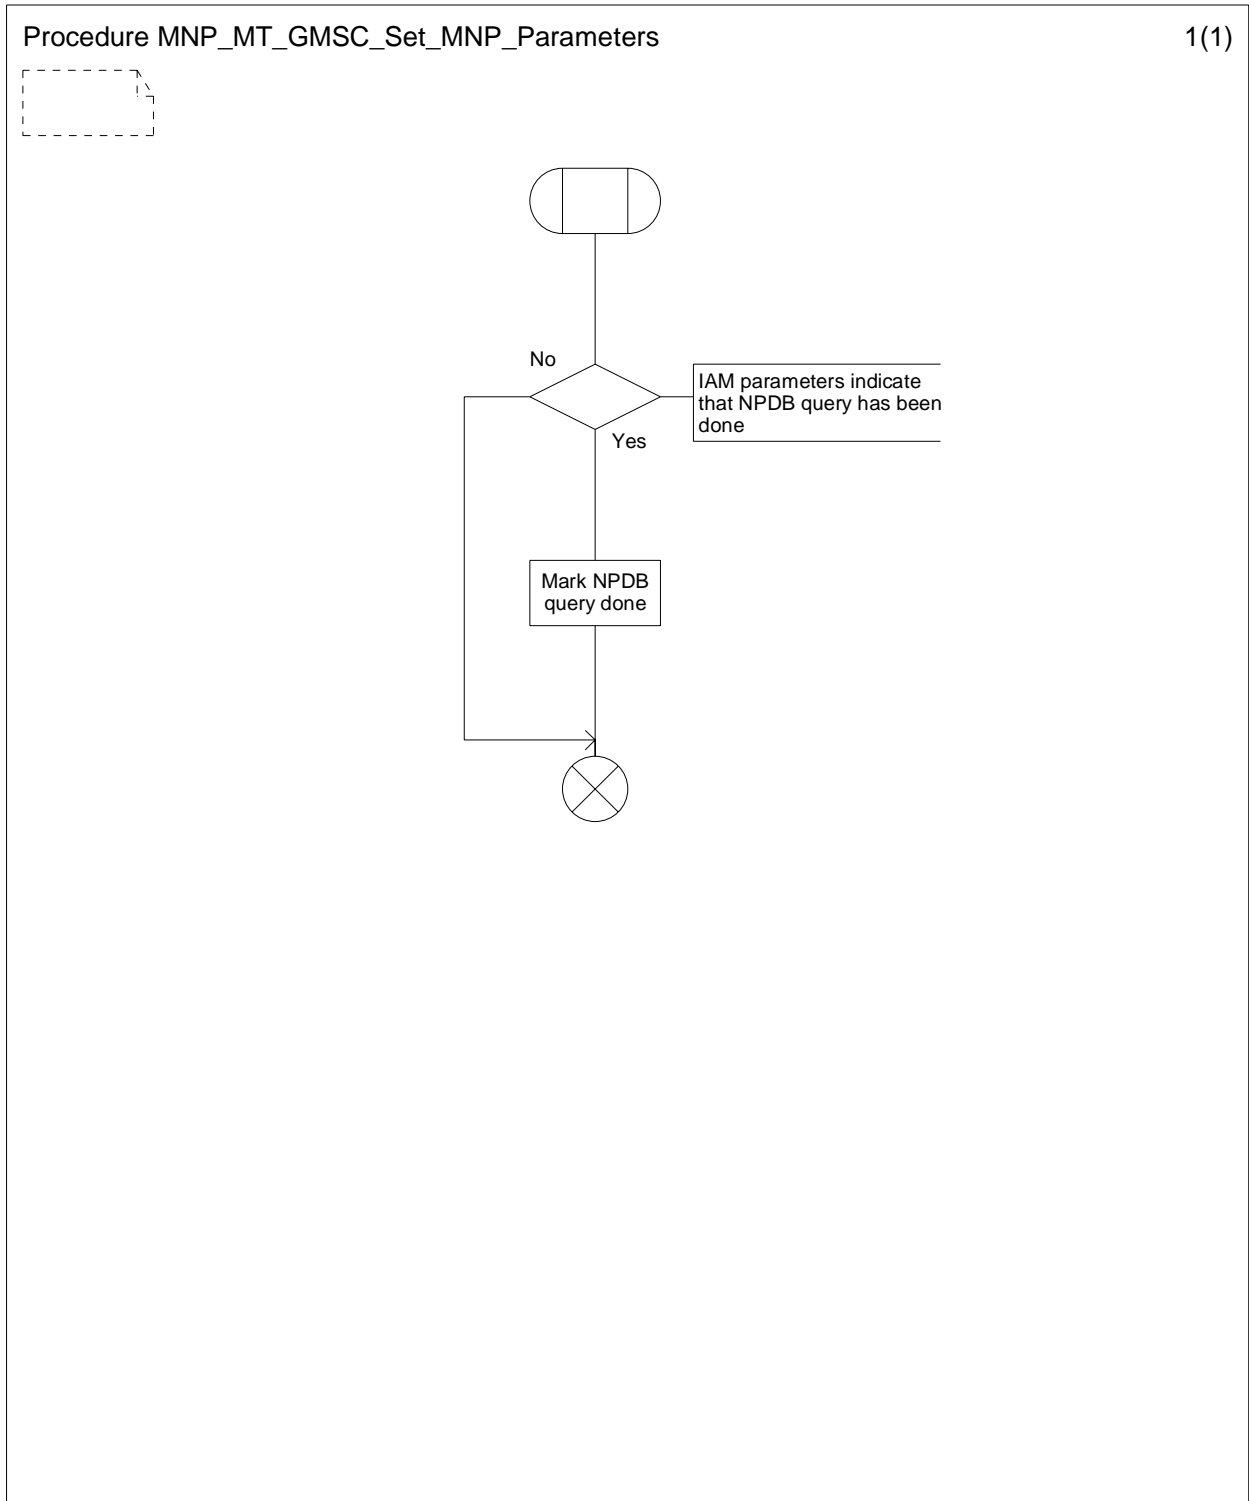 Procedure MNP_MT_GMSC_Set_MNP_Parameters
1(1)
No
IAM parameters indicate
that NPDB query has been
done
Yes
Mark NPDB
query done